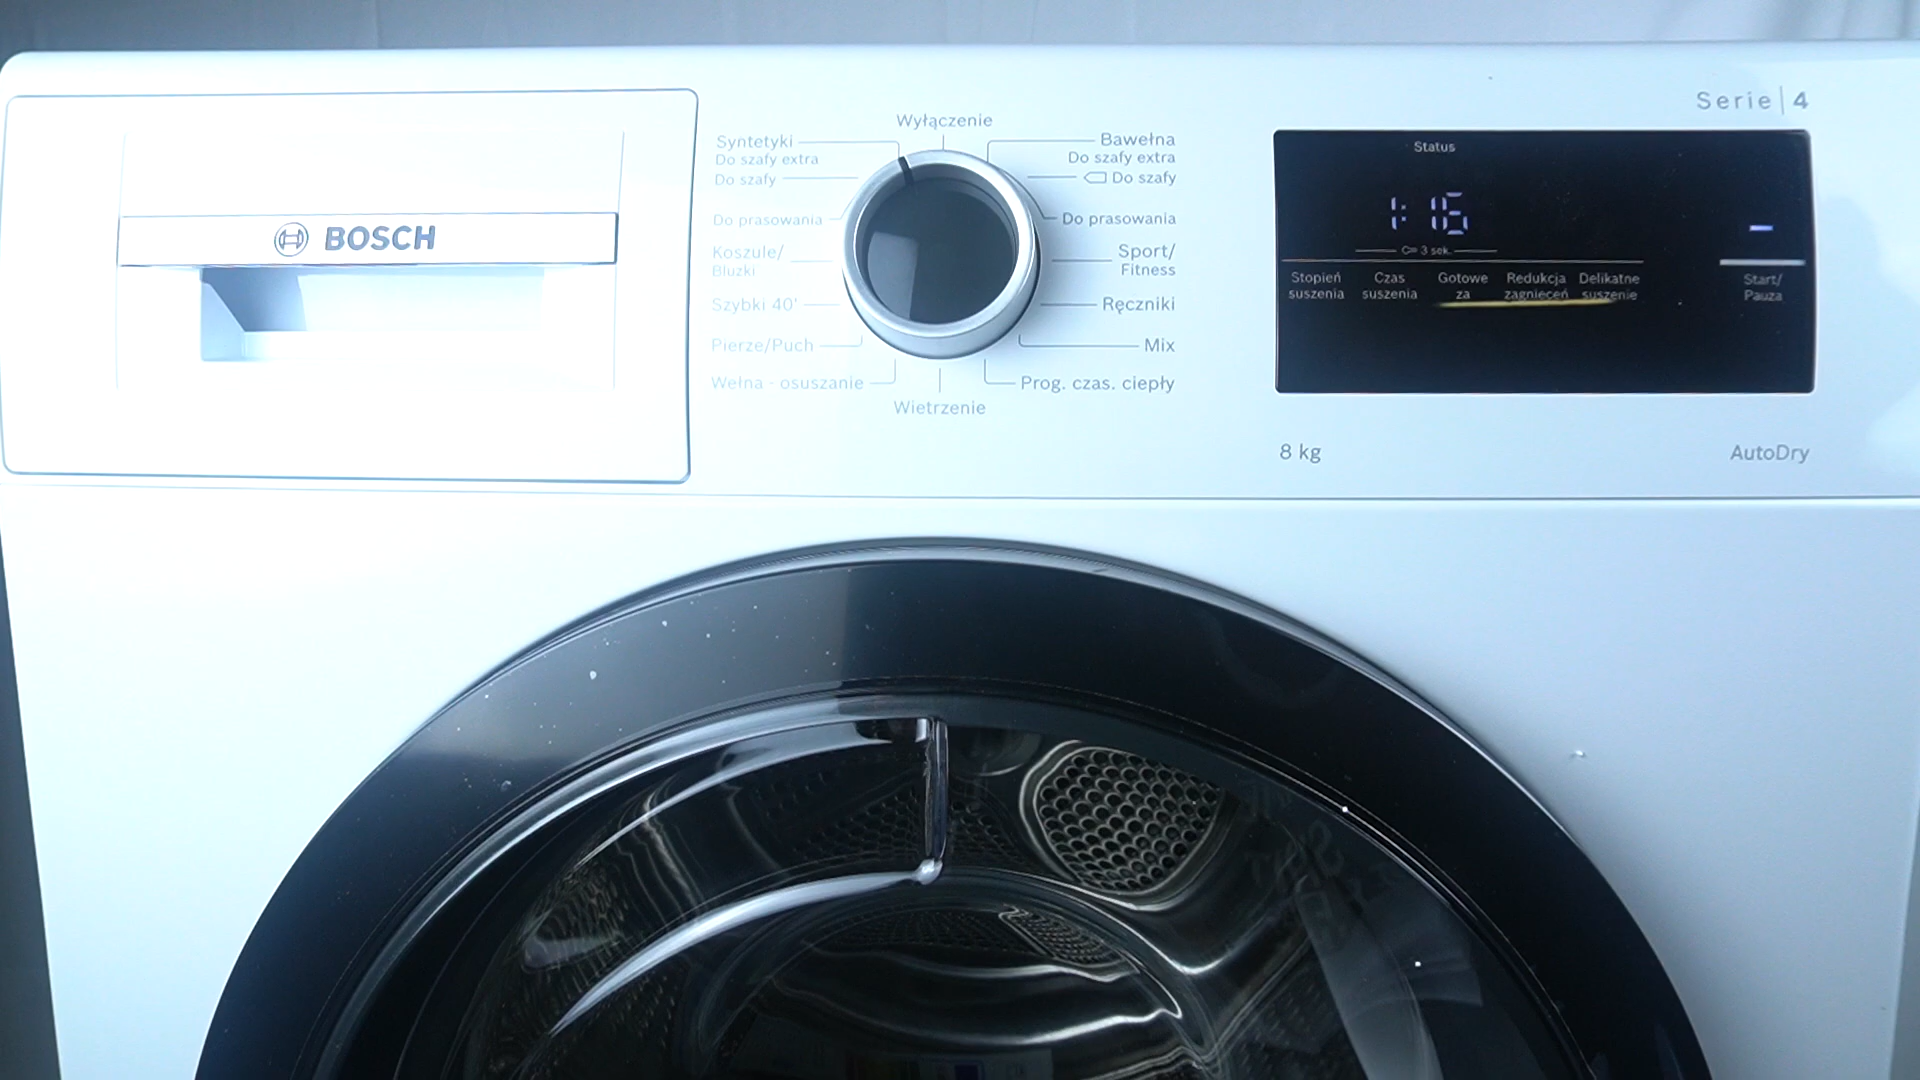 BOSCH
Wyłączenie
Syntetyki
Do szafy extra
Do szafy
Do prasowania
Koszule/
Bluzki
Szybki 40'
Pierze/Puch
Wełna - osuszanie
Wietrzenie
Bawełna
Do szafy extra
Do szafy
Do prasowania
Sport/
Fitness
Ręczniki
Mix
Prog. czas. ciepły
Serie | 4
Status
1:15
3 sek.
Stopień
suszenia
Czas
suszenia
Gotowe
za
Redukcja
zagnieceń
Delikatne
suszenie
Start/
Pauza
8 kg
AutoDry